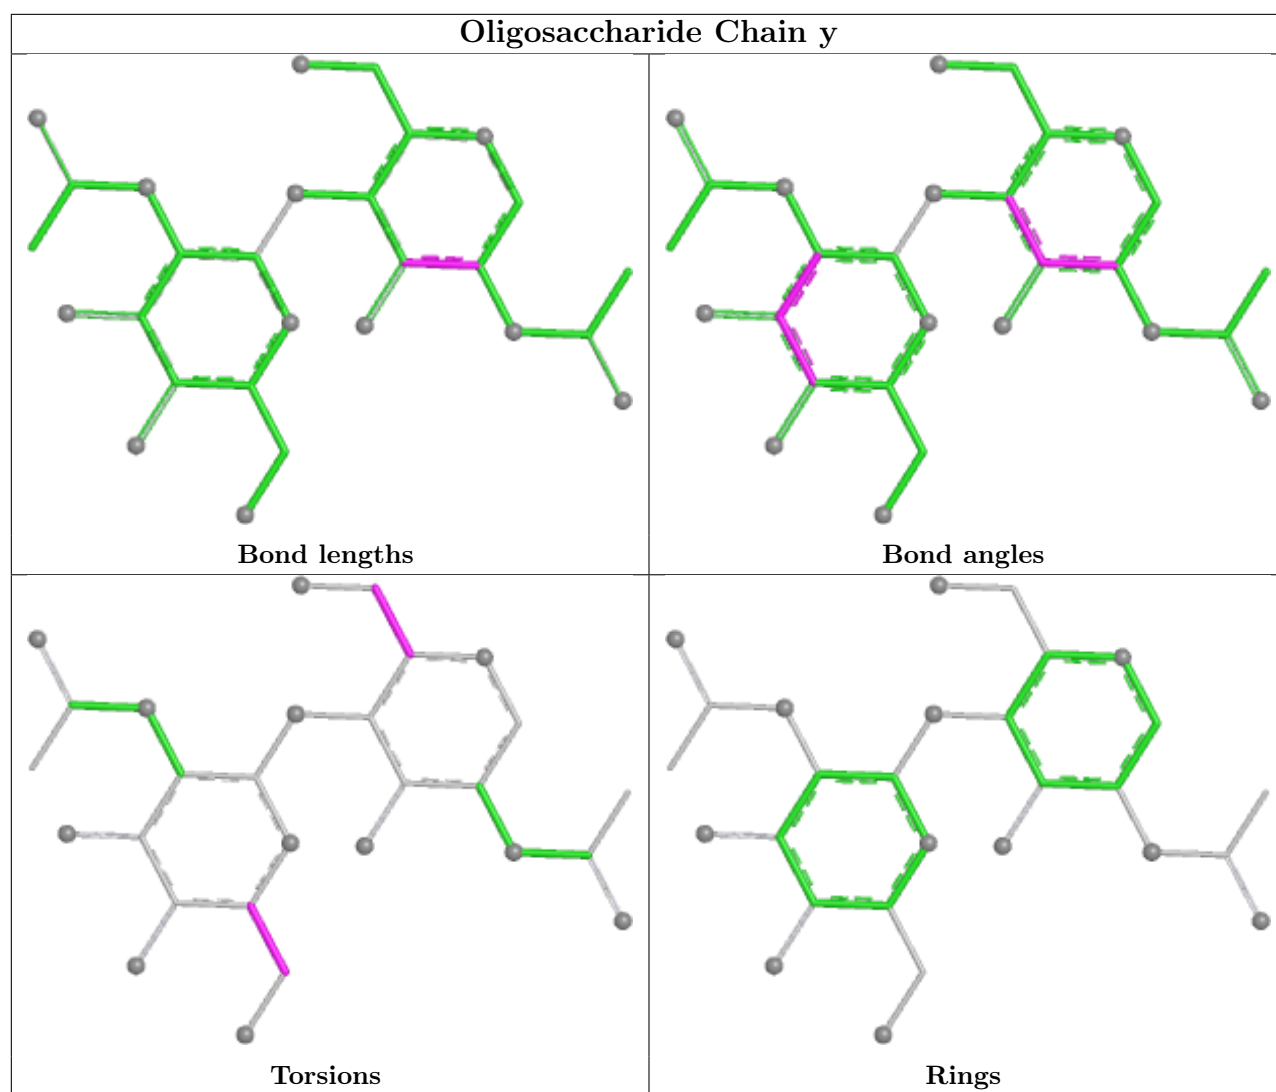 Oligosaccharide Chain y
Bond lengths
Bond angles
Torsions
Rings